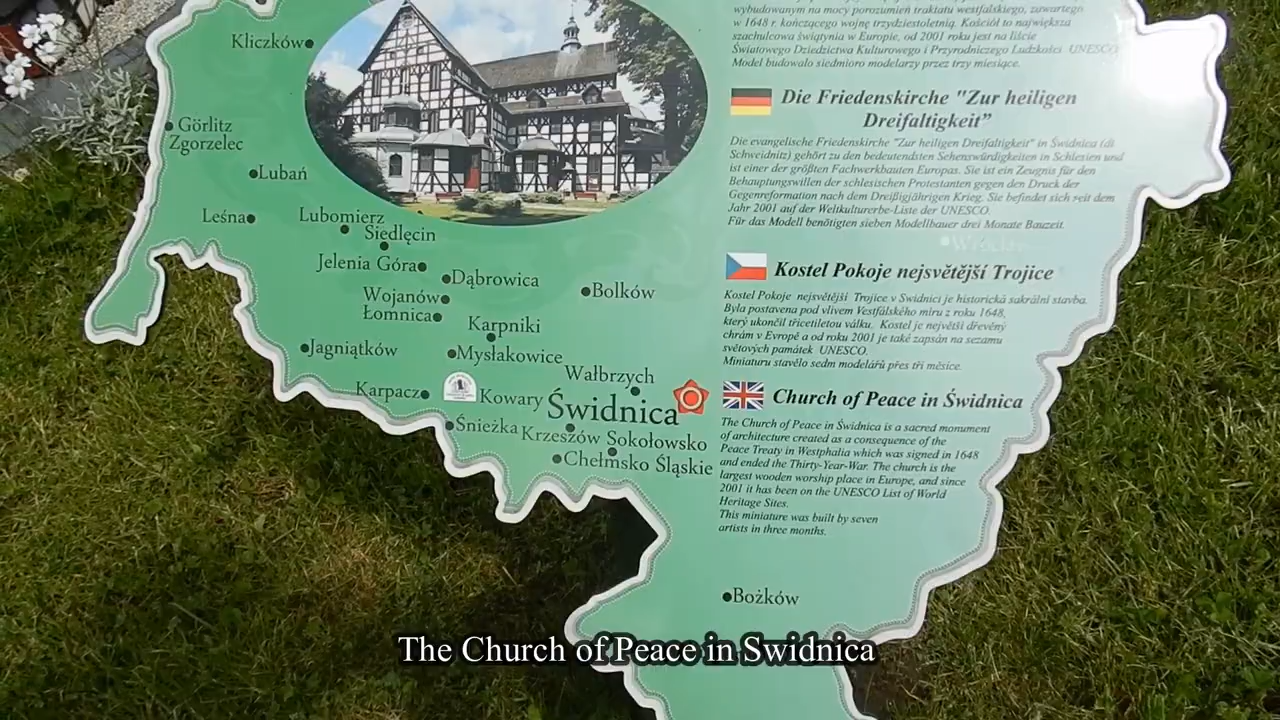 Kliczków
Görlitz
Zgorzelec
Lubań
Leśna
Lubomierz
Siedlęcin
Jelenia Góra
Dąbrowica
Wojanów
Łomnica
Bolków
Karpniki
Jagniątków
Mysłakowice
Wałbrzych
Karpacz
Kowary
Świdnica
Śnieżka
Krzeszów
Sokołowsko
Chełmsko Śląskie
Bożków
wybudowanym na mocy porozumień traktatu westfalskiego, zawartego
w 1648 r. kończącego wojnę trzydziestoletnią. Kościół to największa
szachulcowa świątynia w Europie, od 2001 roku jest na liście
Światowego Dziedzictwa Kulturowego i Przyrodniczego Ludzkości UNESCO.
Model budowało siedmioro modelarzy przez trzy miesiące.
Die Friedenskirche "Zur heiligen
Dreifaltigkeit”
Die evangelische Friedenskirche "Zur heiligen Dreifaltigkeit" in Świdnica (dt
Schweidnitz) gehört zu den bedeutendsten Sehenswürdigkeiten in Schlesien und
ist einer der größten Fachwerkbauten Europas. Sie ist ein Zeugnis für den
Behauptungswillen der schlesischen Protestanten gegen den Druck der
Gegenreformation nach dem Dreißigjährigen Krieg. Sie befindet sich seit dem
Jahr 2001 auf der Weltkulturerbe-Liste der UNESCO.
Für das Modell benötigten sieben Modellbauer drei Monate Bauzeit.
Kostel Pokoje nejsvětější Trojice
Kostel Pokoje nejsvětější Trojice v Swidnici je historická sakrální stavba.
Byla postavena pod vlivem Vestfálského míru z roku 1648,
který ukončil třicetiletou válku. Kostel je největší dřevěný
chrám v Evropě a od roku 2001 je také zapsán na sezamu
světových památek UNESCO.
Miniaturu stavělo sedm modelářů přes tři měsíce.
Church of Peace in Świdnica
The Church of Peace in Świdnica is a sacred monument
of architecture created as a consequence of the
Peace Treaty in Westphalia which was signed in 1648
and ended the Thirty-Year-War. The church is the
largest wooden worship place in Europe, and since
2001 it has been on the UNESCO List of World
Heritage Sites.
This miniature was built by seven
artists in three months.
The Church of Peace in Swidnica